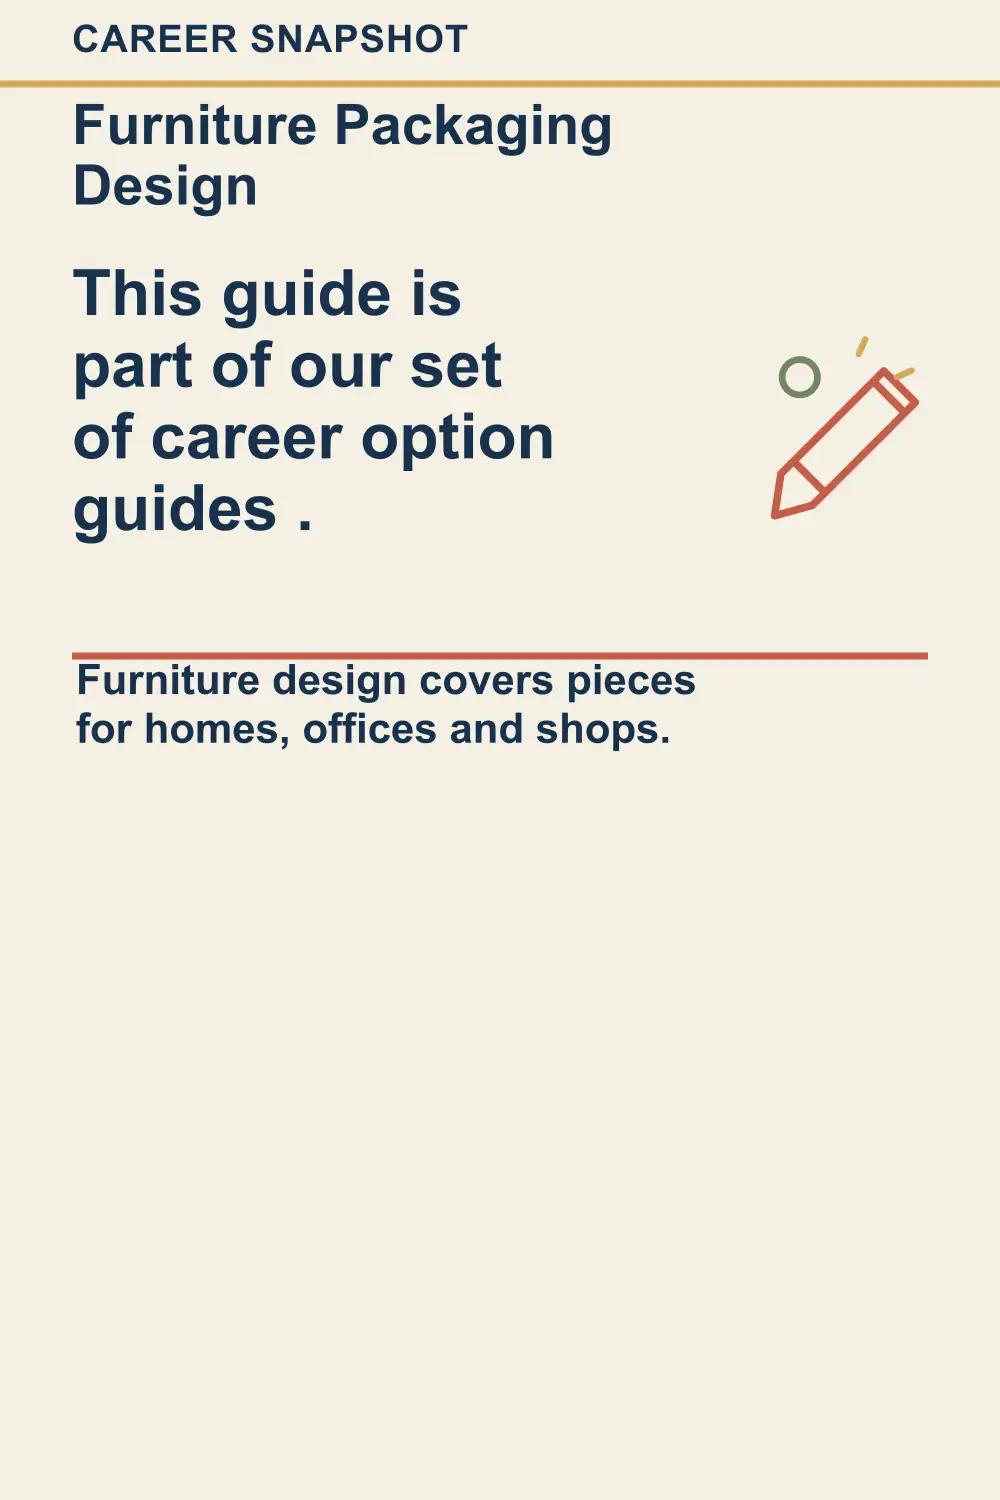 CAREER SNAPSHOT
Furniture Packaging
Design
This guide is
part of our set
of career option
guides .
Furniture design covers pieces
for homes, offices and shops.